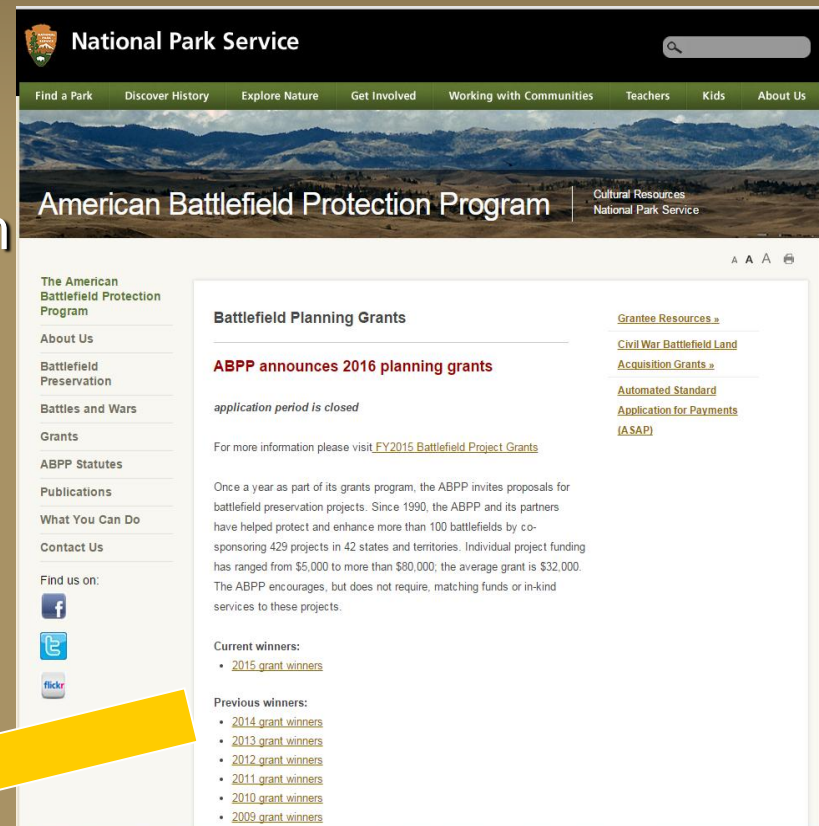 National Park Service
Find a Park Discover History Explore Nature Get Involved Working with Communities Teachers Kids About Us
American Battlefield Protection Program
Cultural Resources
National Park Service
n
A A A
The American
Battlefield Protection
Program
About Us
Battlefield
Preservation
Battles and Wars
Grants
ABPP Statutes
Publications
What You Can Do
Contact Us
Find us on:
f
t
flickr
Battlefield Planning Grants
ABPP announces 2016 planning grants
application period is closed
For more information please visit FY2015 Battlefield Project Grants
Once a year as part of its grants program, the ABPP invites proposals for
battlefield preservation projects. Since 1990, the ABPP and its partners
have helped protect and enhance more than 100 battlefields by co-
sponsoring 429 projects in 42 states and territories. Individual project funding
has ranged from $5,000 to more than $80,000; the average grant is $32,000.
The ABPP encourages, but does not require, matching funds or in-kind
services to these projects.
Current winners:
• 2015 grant winners
Previous winners:
• 2014 grant winners
• 2013 grant winners
• 2012 grant winners
• 2011 grant winners
• 2010 grant winners
• 2009 grant winners
Grantee Resources »
Civil War Battlefield Land
Acquisition Grants »
Automated Standard
Application for Payments
(ASAP)